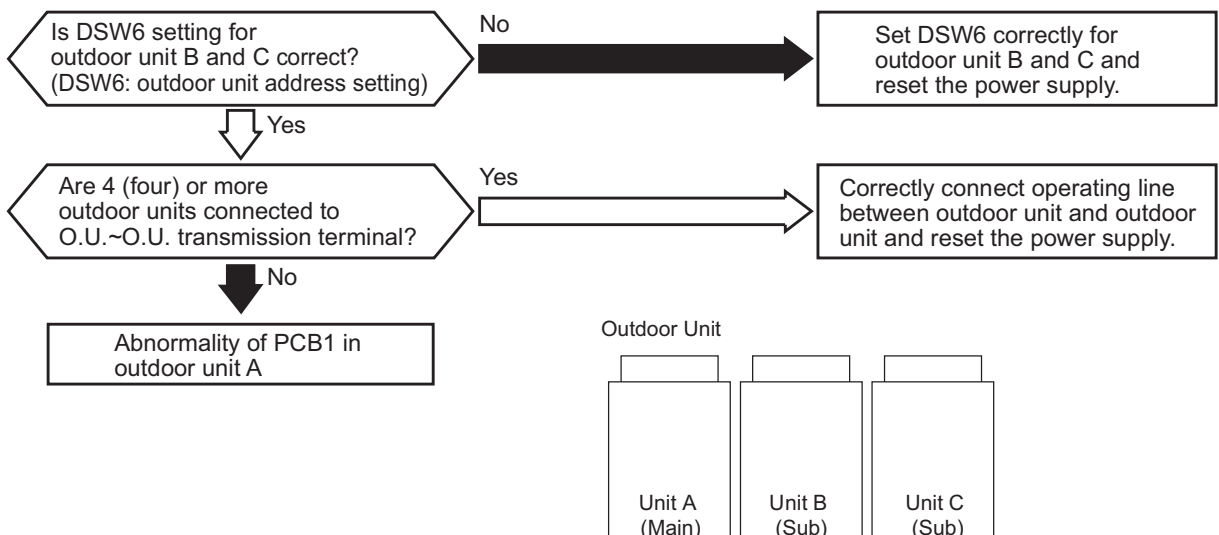 Is DSW6 setting for
outdoor unit B and C correct?
(DSW6: outdoor unit address setting)
No
Set DSW6 correctly for
outdoor unit B and C and
reset the power supply.
Yes
Are 4 (four) or more
outdoor units connected to
O.U.~O.U. transmission terminal?
Yes
Correctly connect operating line
between outdoor unit and outdoor
unit and reset the power supply.
No
Abnormality of PCB1 in
outdoor unit A
Outdoor Unit
Unit A
(Main)
Unit B
(Sub)
Unit C
(Sub)